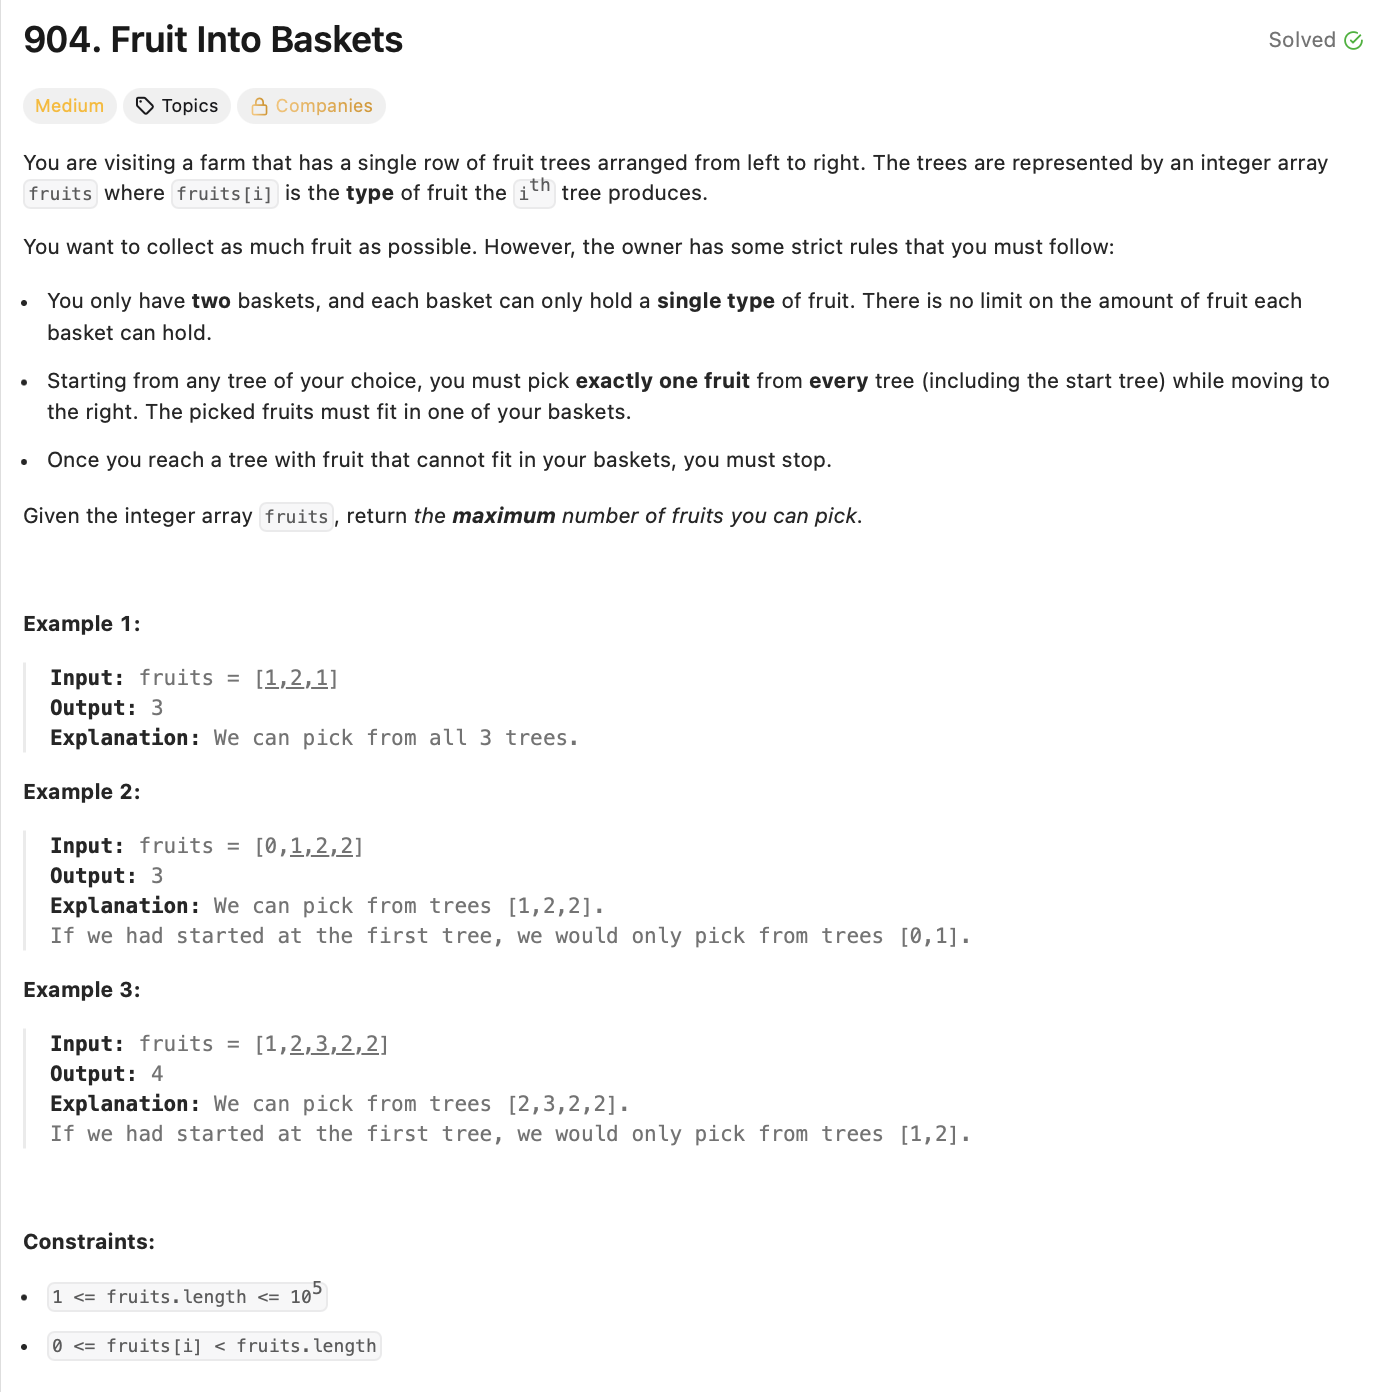 904. Fruit Into Baskets
Solved
Medium Topics Companies
You are visiting a farm that has a single row of fruit trees arranged from left to right. The trees are represented by an integer array
fruits where fruits[i] is the type of fruit the ith tree produces.
You want to collect as much fruit as possible. However, the owner has some strict rules that you must follow:
• You only have two baskets, and each basket can only hold a single type of fruit. There is no limit on the amount of fruit each
basket can hold.
• Starting from any tree of your choice, you must pick exactly one fruit from every tree (including the start tree) while moving to
the right. The picked fruits must fit in one of your baskets.
• Once you reach a tree with fruit that cannot fit in your baskets, you must stop.
Given the integer array fruits, return the maximum number of fruits you can pick.
Example 1:
Input: fruits = [1,2,1]
Output: 3
Explanation: We can pick from all 3 trees.
Example 2:
Input: fruits = [0,1,2,2]
Output: 3
Explanation: We can pick from trees [1,2,2].
If we had started at the first tree, we would only pick from trees [0,1].
Example 3:
Input: fruits = [1,2,3,2,2]
Output: 4
Explanation: We can pick from trees [2,3,2,2].
If we had started at the first tree, we would only pick from trees [1,2].
Constraints:
• 1 <= fruits.length <= 10^5
• 0 <= fruits[i] < fruits.length